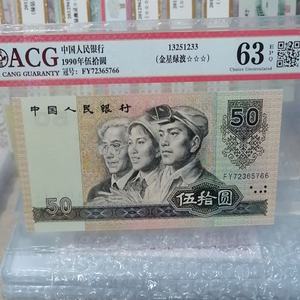 ACG
CANG GUARANTY
中国人民银行
1990年伍拾圆
冠号: FY72365766
13251233
(金星绿波☆☆☆)
63 EPQ
Choice Uncirculated
中国人民银行
50
FY72365766
50
伍拾圆